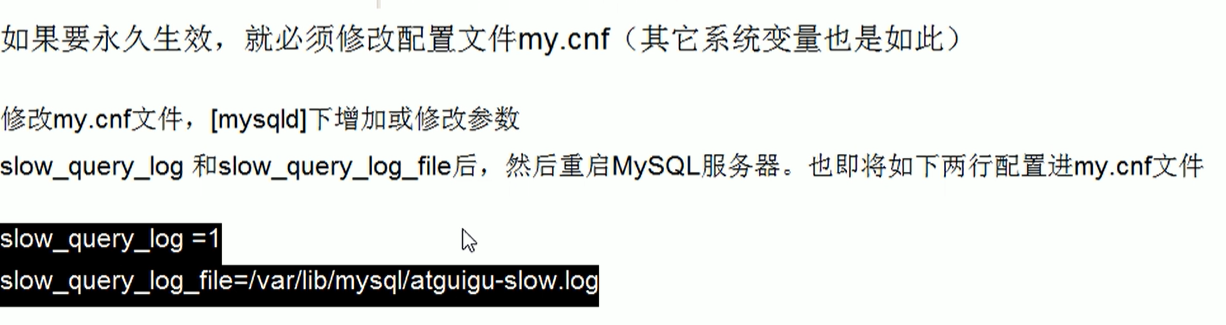 如果要永久生效，就必须修改配置文件my.cnf（其它系统变量也是如此）
修改my.cnf文件，[mysqld]下增加或修改参数
slow_query_log 和slow_query_log_file后，然后重启MySQL服务器。也即将如下两行配置进my.cnf文件
slow_query_log =1
slow_query_log_file=/var/lib/mysql/atguigu-slow.log